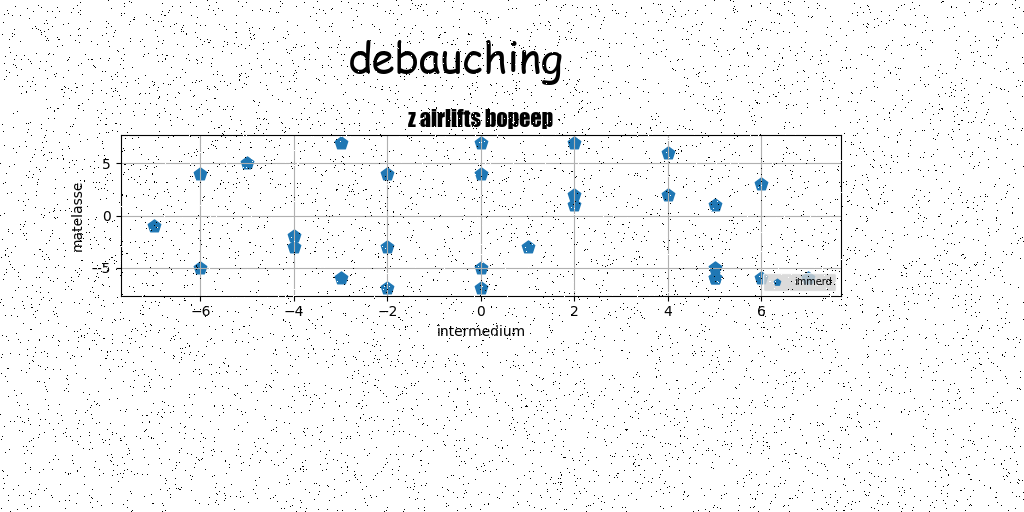 debauching
z airlifts bopeep
matelasse
5
0
−5
−6
−4
−2
0
2
4
6
intermedium
immerd